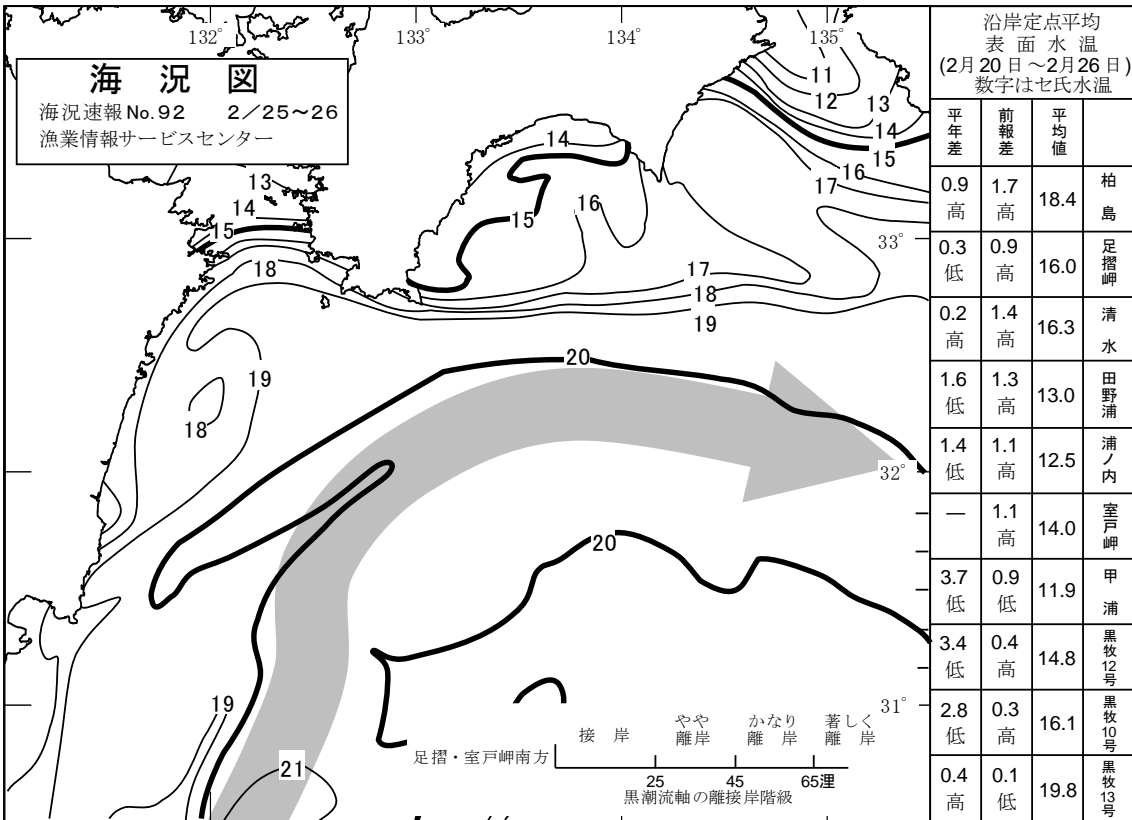 132° 133° 134° 135°
海 況 図
海況速報No.92 2/25~26
漁業情報サービスセンター
11
12
13
14
15
16
17
14
15
16
13
14
15
18
17
18
19
33°
20
19
18
32°
20
19
21
31°
接 岸 やや離岸 かなり離岸 著しく離岸
足摺・室戸岬南方
25 45 65浬
黒潮流軸の離接岸階級
沿岸定点平均
表 面 水 温
(2月20日~2月26日)
数字はセ氏水温
平年差 前報差 平均値
0.9高 1.7高 18.4 柏島
0.3低 0.9高 16.0 足摺岬
0.2高 1.4高 16.3 清水
1.6低 1.3高 13.0 田野浦
1.4低 1.1高 12.5 浦ノ内
— 1.1高 14.0 室戸岬
3.7低 0.9低 11.9 甲浦
3.4低 0.4高 14.8 黒牧12号
2.8低 0.3高 16.1 黒牧10号
0.4高 0.1低 19.8 黒牧13号